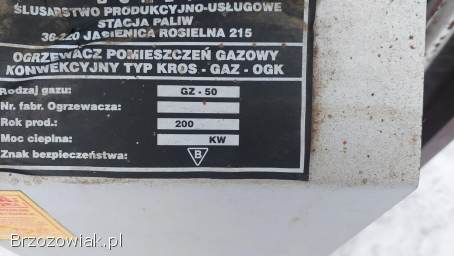 ŚLUSARSTWO PRODUKCYJNO-USŁUGOWE
STACJA PALIW
36-220 JASIENICA ROSIELNA 215
OGRZEWACZ POMIESZCZEŃ GAZOWY
KONWEKCYJNY TYP KROS - GAZ - OGK
Rodzaj gazu: GZ - 50
Nr. fabr. Ogrzewacza:
Rok prod.: 200
Moc cieplna: KW
Znak bezpieczeństwa: B
Brzozowiak.pl